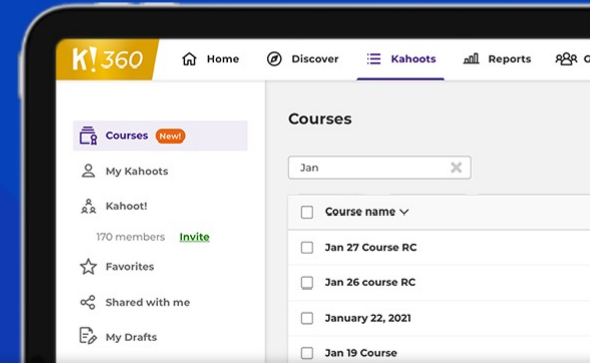 K! 360
Home
Discover
Kahoots
Reports
G
Courses New!
My Kahoots
Kahoot!
170 members Invite
Favorites
Shared with me
My Drafts
Courses
Jan
Course name
Jan 27 Course RC
Jan 26 course RC
January 22, 2021
Jan 19 Course